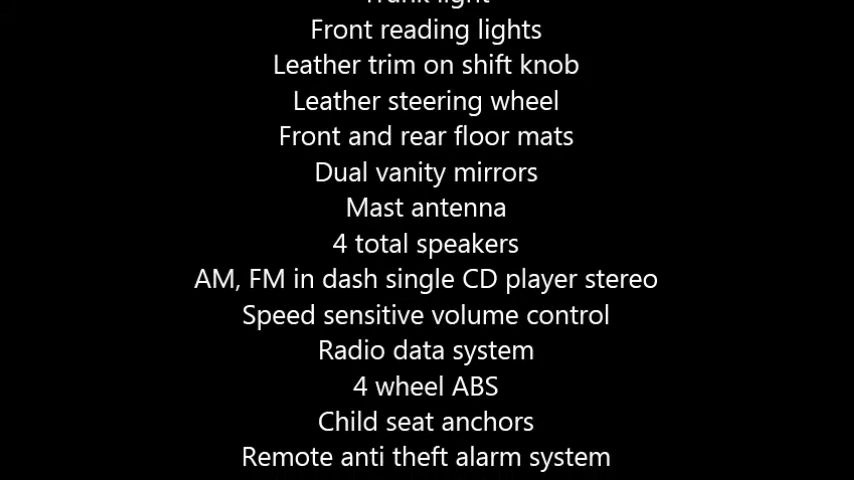 Trunk light
Front reading lights
Leather trim on shift knob
Leather steering wheel
Front and rear floor mats
Dual vanity mirrors
Mast antenna
4 total speakers
AM, FM in dash single CD player stereo
Speed sensitive volume control
Radio data system
4 wheel ABS
Child seat anchors
Remote anti theft alarm system